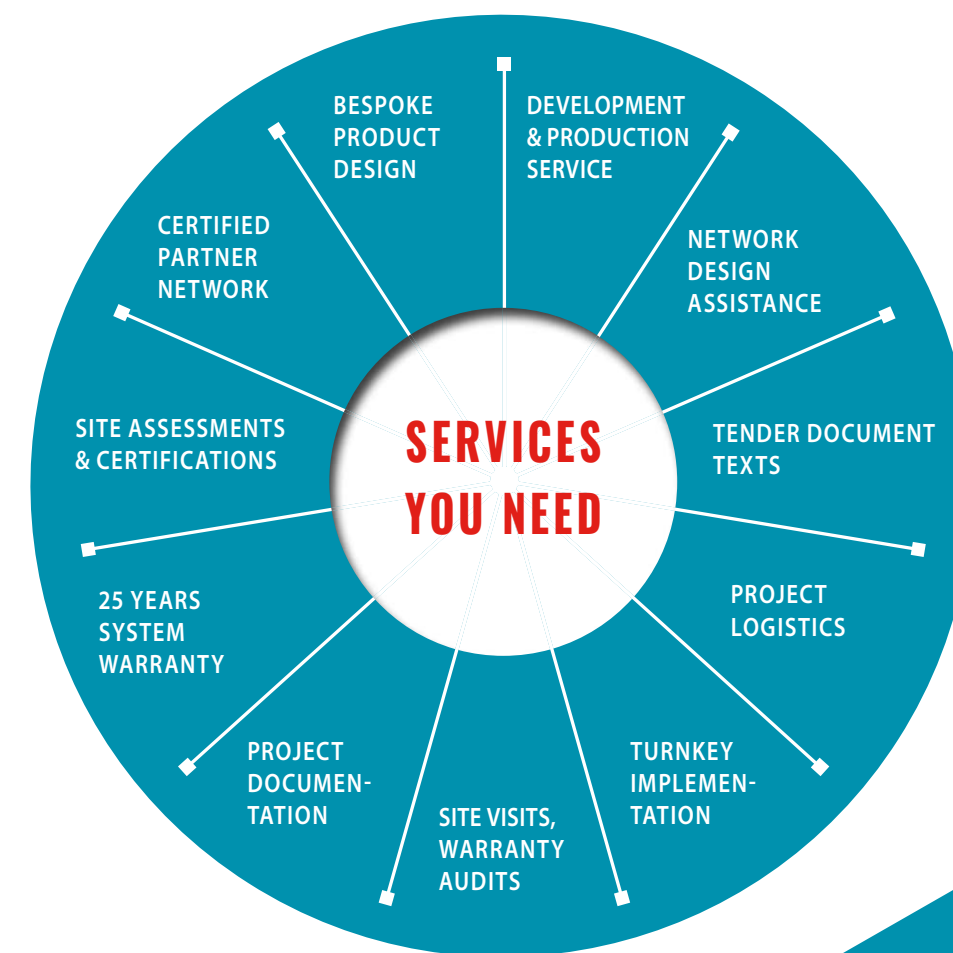 BESPOKE
PRODUCT
DESIGN
DEVELOPMENT
& PRODUCTION
SERVICE
CERTIFIED
PARTNER
NETWORK
NETWORK
DESIGN
ASSISTANCE
SITE ASSESSMENTS
& CERTIFICATIONS
SERVICES
YOU NEED
TENDER DOCUMENT
TEXTS
25 YEARS
SYSTEM
WARRANTY
PROJECT
LOGISTICS
PROJECT
DOCUMEN-
TATION
SITE VISITS,
WARRANTY
AUDITS
TURNKEY
IMPLEMEN-
TATION